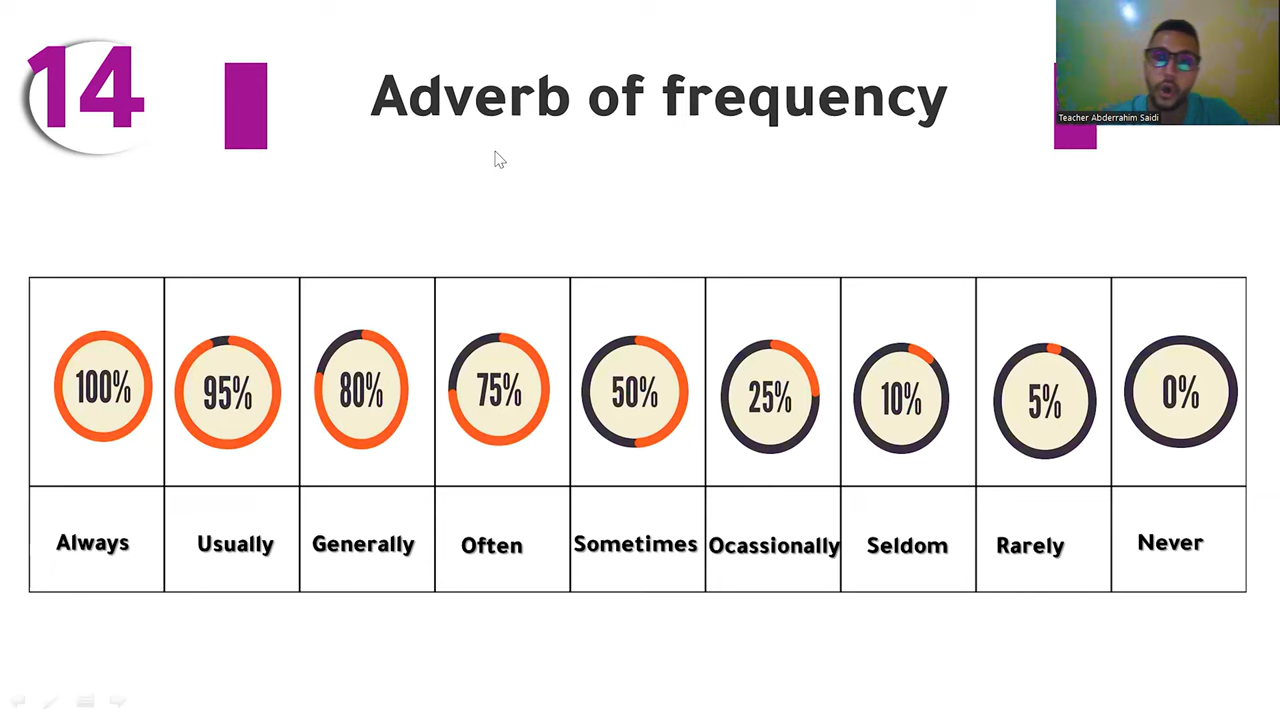 14
Adverb of frequency
Teacher Abderrahim Saidi
100% 95% 80% 75% 50% 25% 10% 5% 0%
Always Usually Generally Often Sometimes Ocassionally Seldom Rarely Never